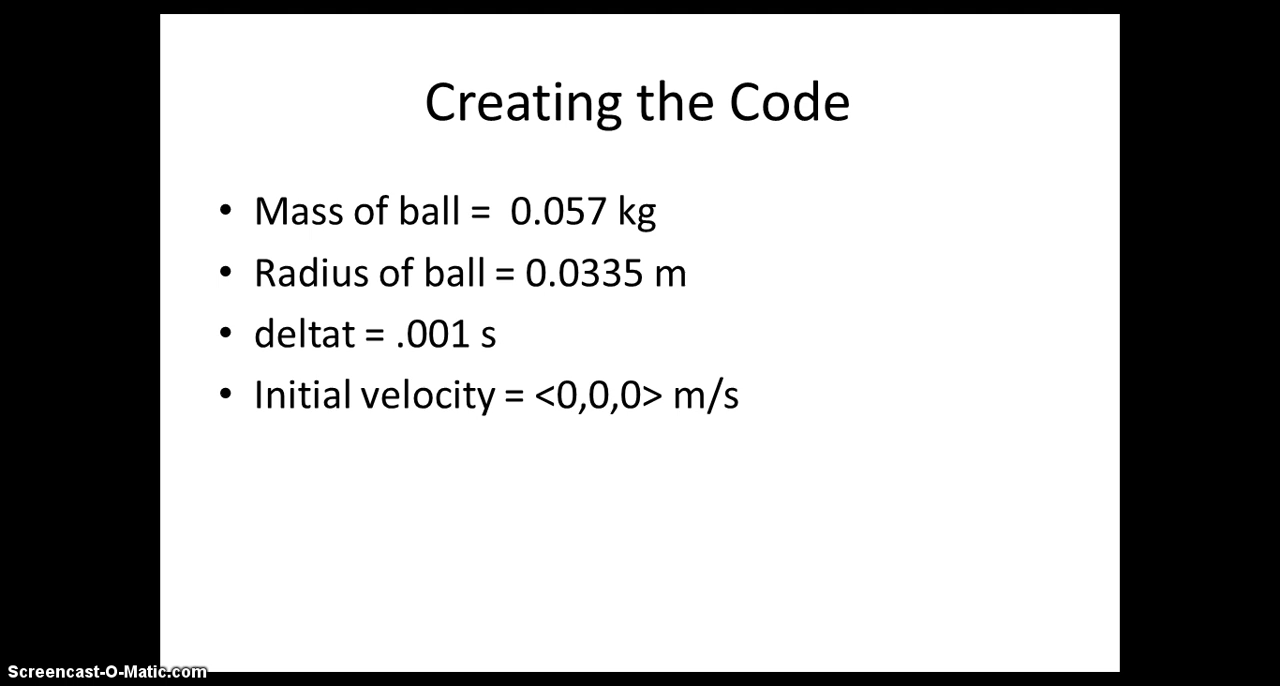 Creating the Code
• Mass of ball =  0.057 kg
• Radius of ball = 0.0335 m
• deltat = .001 s
• Initial velocity = <0,0,0> m/s
Screencast-O-Matic.com